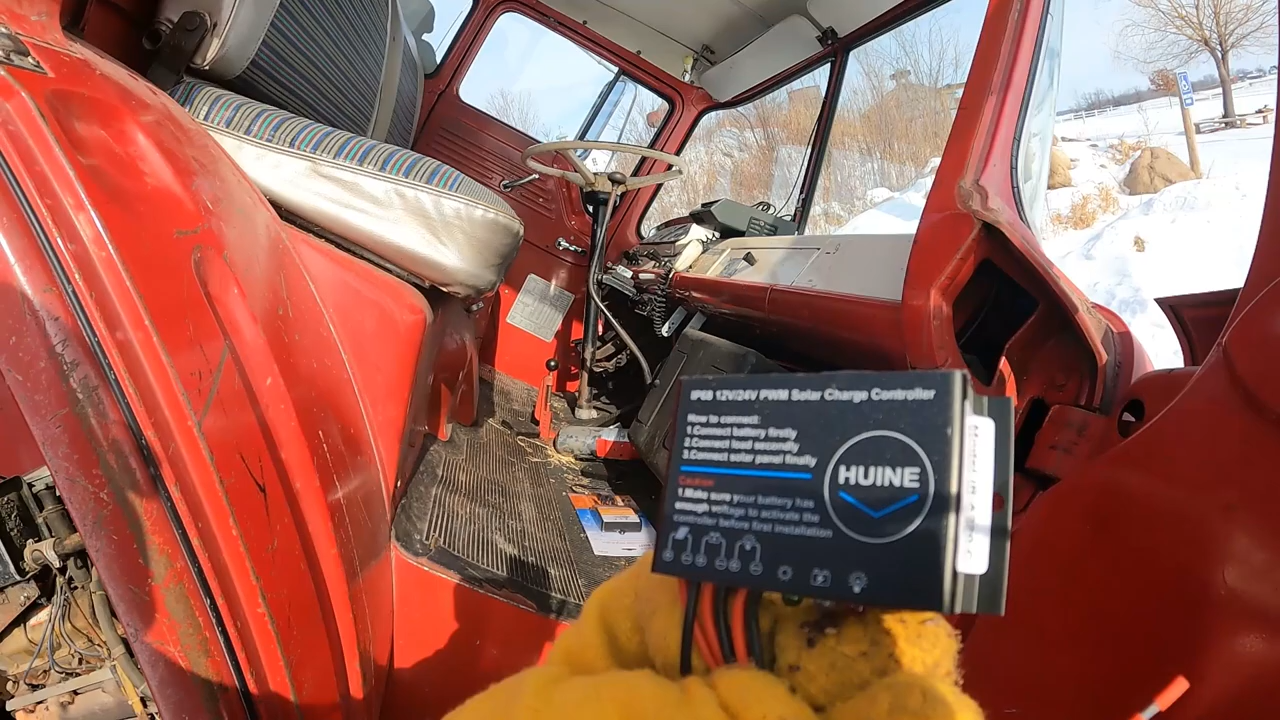 IP68 12V/24V PWM Solar Charge Controller
How to connect:
1.Connect battery firstly
2.Connect load secondly
3.Connect solar panel finally
Caution
1.Make sure your battery has
enough voltage to activate the
controller before first installation
HUINE